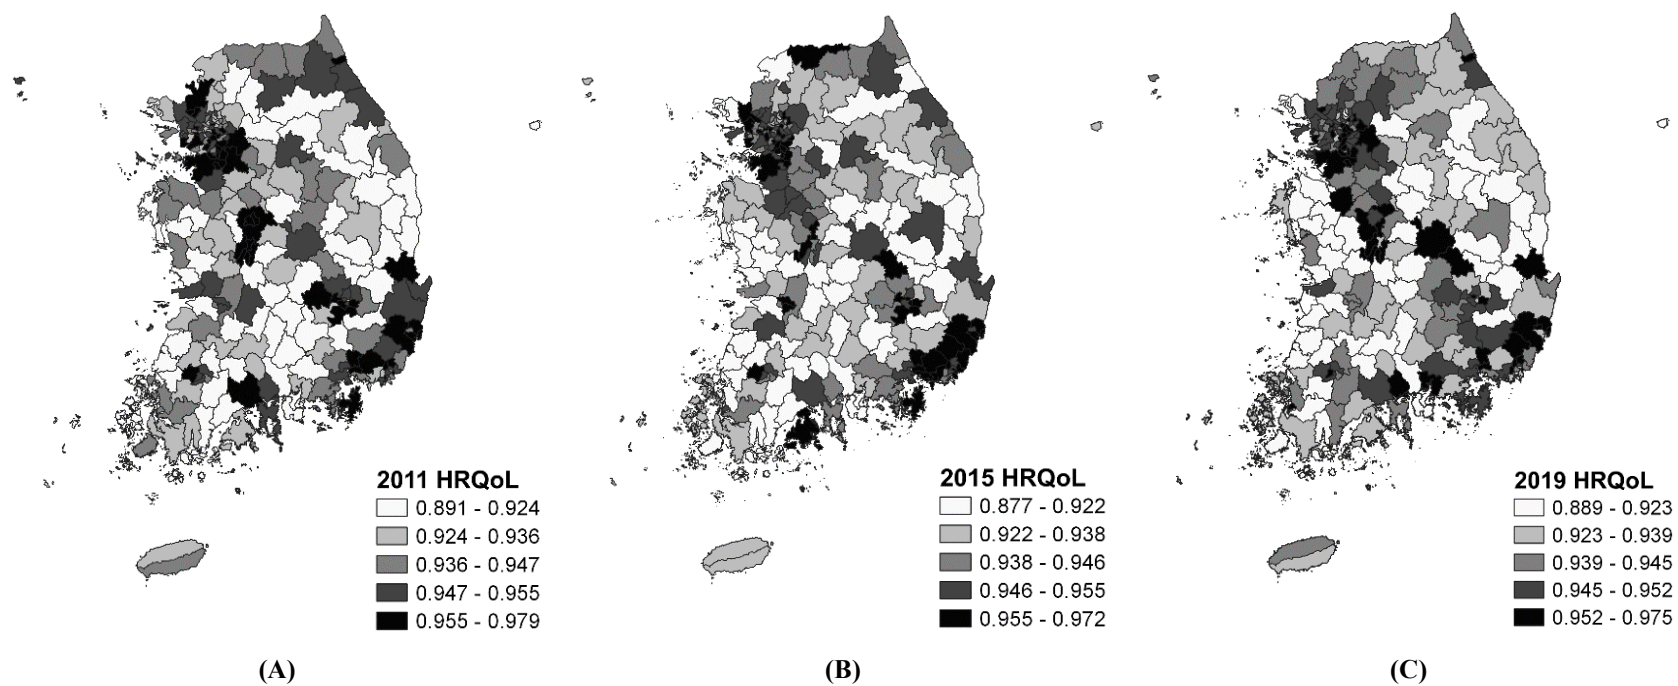 2011 HRQoL
0.891 - 0.924
0.924 - 0.936
0.936 - 0.947
0.947 - 0.955
0.955 - 0.979
(A)
2015 HRQoL
0.877 - 0.922
0.922 - 0.938
0.938 - 0.946
0.946 - 0.955
0.955 - 0.972
(B)
2019 HRQoL
0.889 - 0.923
0.923 - 0.939
0.939 - 0.945
0.945 - 0.952
0.952 - 0.975
(C)